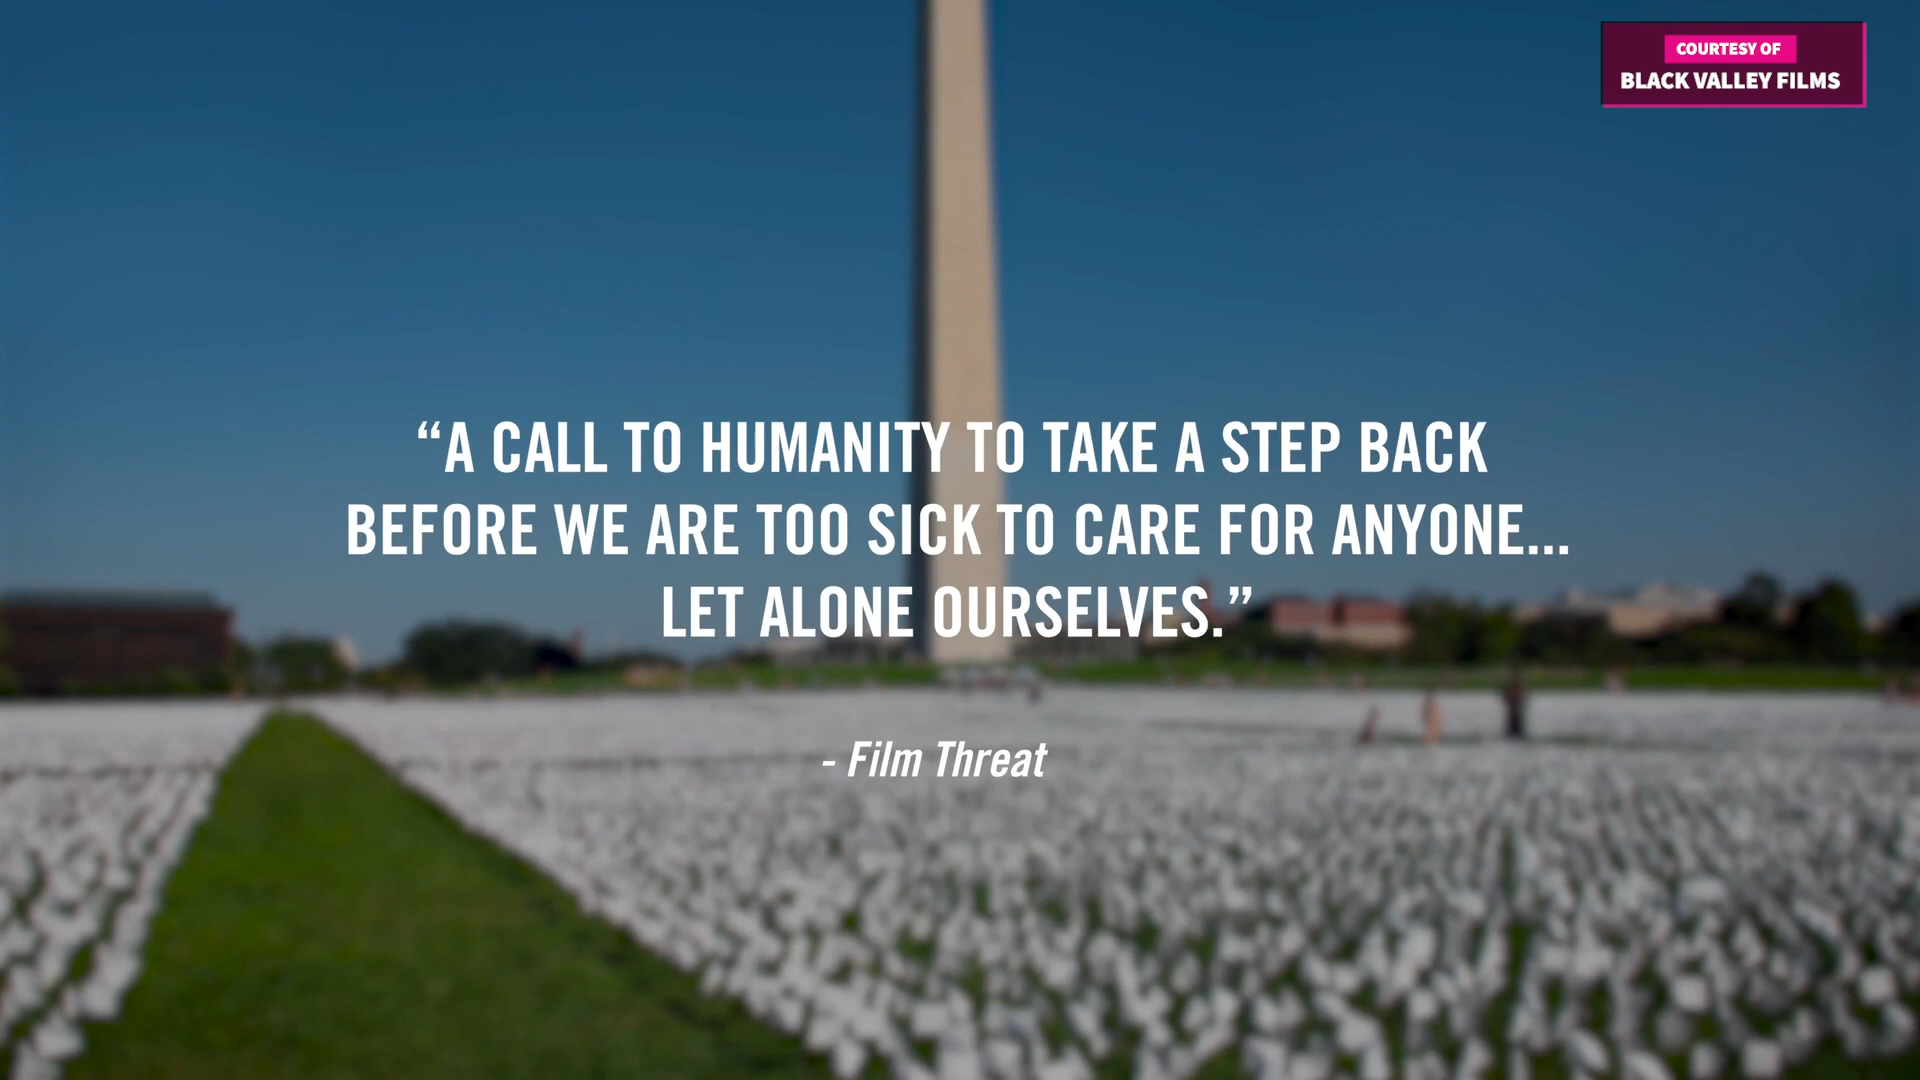 COURTESY OF
BLACK VALLEY FILMS
“A CALL TO HUMANITY TO TAKE A STEP BACK
BEFORE WE ARE TOO SICK TO CARE FOR ANYONE...
LET ALONE OURSELVES.”
- Film Threat